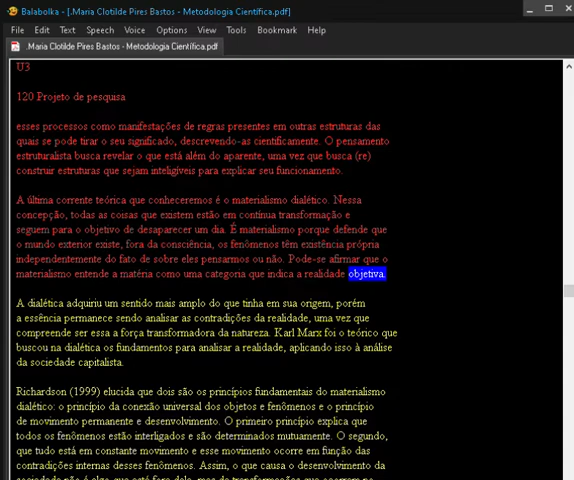 Balabolka - [.Maria Clotilde Pires Bastos - Metodologia Científica.pdf]
File Edit Text Speech Voice Options View Tools Bookmark Help
.Maria Clotilde Pires Bastos - Metodologia Científica.pdf
U3
120 Projeto de pesquisa
esses processos como manifestações de regras presentes em outras estruturas das
quais se pode tirar o seu significado, descrevendo-as cientificamente. O pensamento
estruturalista busca revelar o que está além do aparente, uma vez que busca (re)
construir estruturas que sejam inteligíveis para explicar seu funcionamento.
A última corrente teórica que conheceremos é o materialismo dialético. Nessa
concepção, todas as coisas que existem estão em contínua transformação e
seguem para o objetivo de desaparecer um dia. É materialismo porque defende que
o mundo exterior existe, fora da consciência, os fenômenos têm existência própria
independentemente do fato de sobre eles pensarmos ou não. Pode-se afirmar que o
materialismo entende a matéria como uma categoria que indica a realidade objetiva.
A dialética adquiriu um sentido mais amplo do que tinha em sua origem, porém
a essência permanece sendo analisar as contradições da realidade, uma vez que
compreende ser essa a força transformadora da natureza. Karl Marx foi o teórico que
buscou na dialética os fundamentos para analisar a realidade, aplicando isso à análise
da sociedade capitalista.
Richardson (1999) elucida que dois são os princípios fundamentais do materialismo
dialético: o princípio da conexão universal dos objetos e fenômenos e o princípio
de movimento permanente e desenvolvimento. O primeiro princípio explica que
todos os fenômenos estão interligados e são determinados mutuamente. O segundo,
que tudo está em constante movimento e esse movimento ocorre em função das
contradições internas desses fenômenos. Assim, o que causa o desenvolvimento da